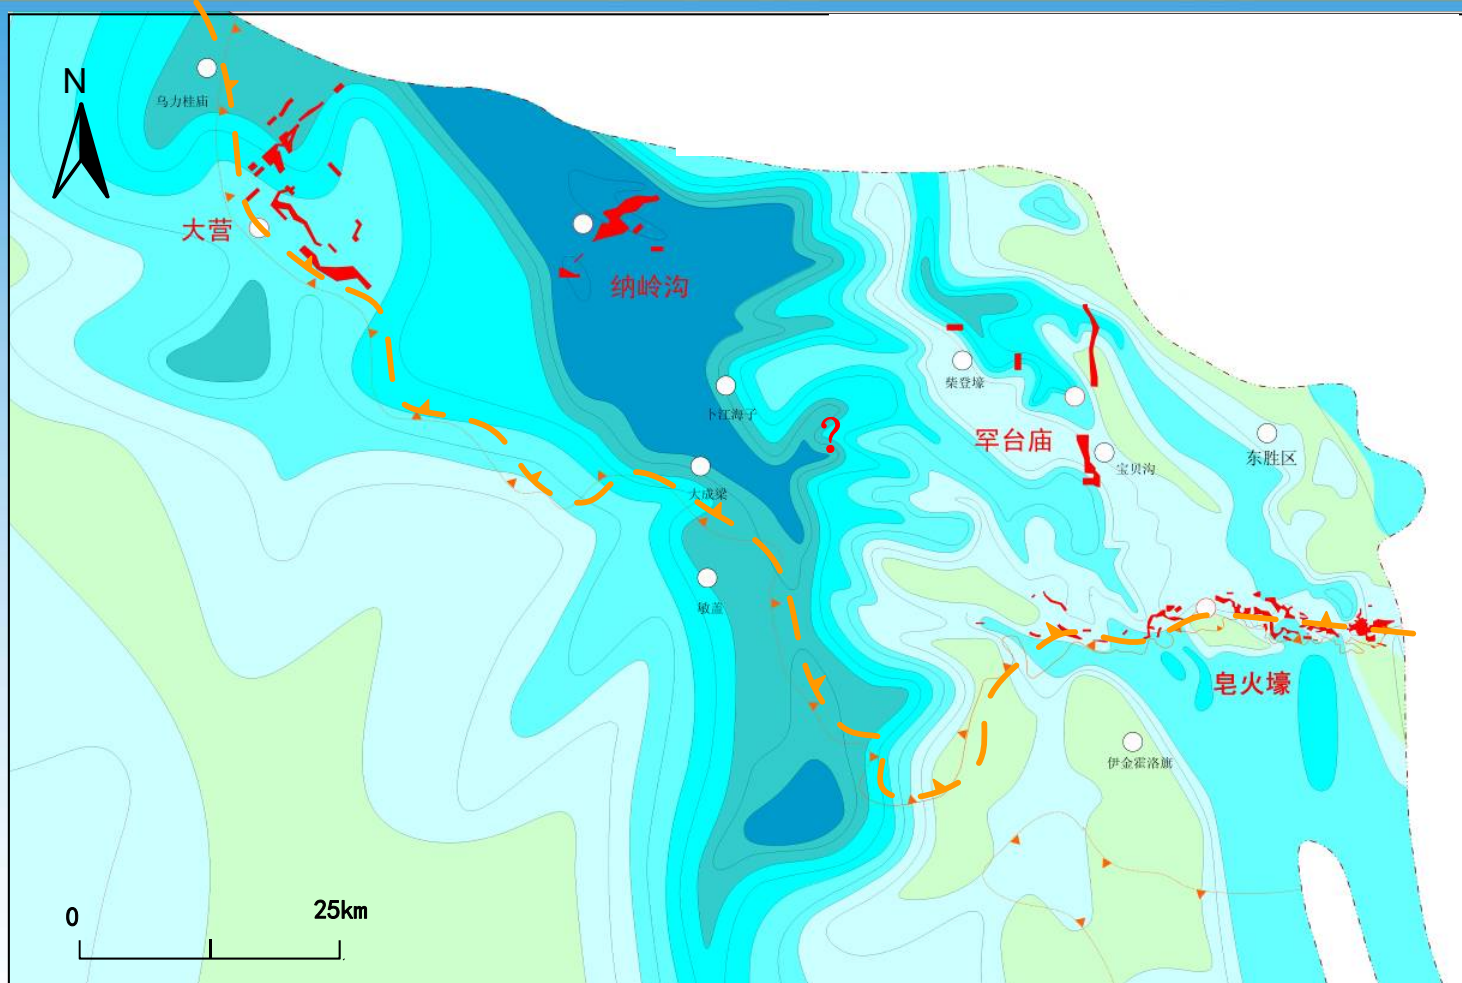 N
乌力桂庙
大营
纳岭沟
柴登壕
卜江海子
?
罕台庙
东胜区
宝贝沟
大成梁
敏盖
皂火壕
伊金霍洛旗
0
25km